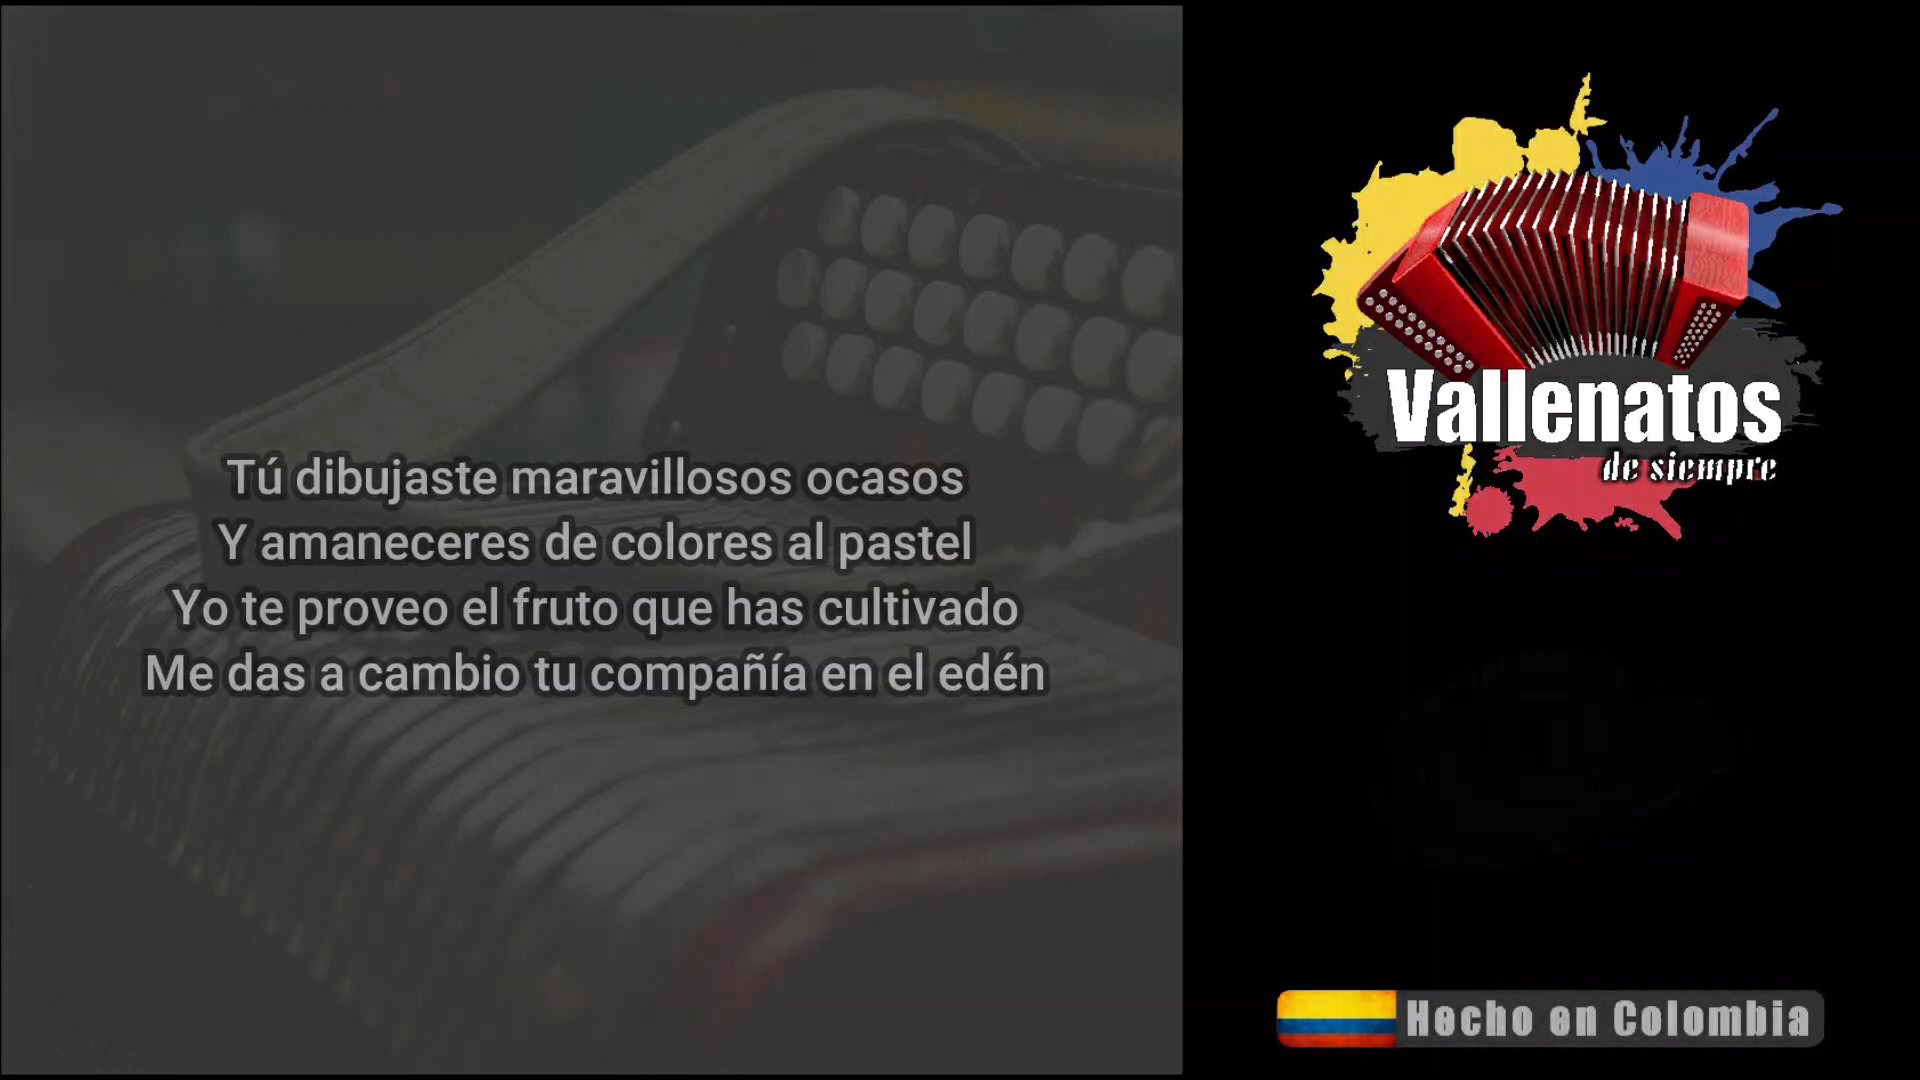 Tú dibujaste maravillosos ocasos
Y amaneceres de colores al pastel
Yo te proveo el fruto que has cultivado
Me das a cambio tu compañía en el edén
Vallenatos
de siempre
Hecho en Colombia